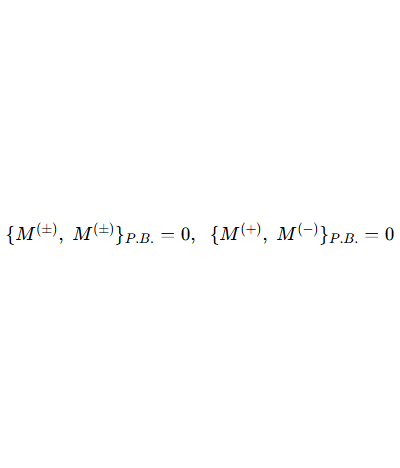 {M^{(±)}, M^{(±)}}_{P.B.} = 0, {M^{(+)}, M^{(−)}}_{P.B.} = 0